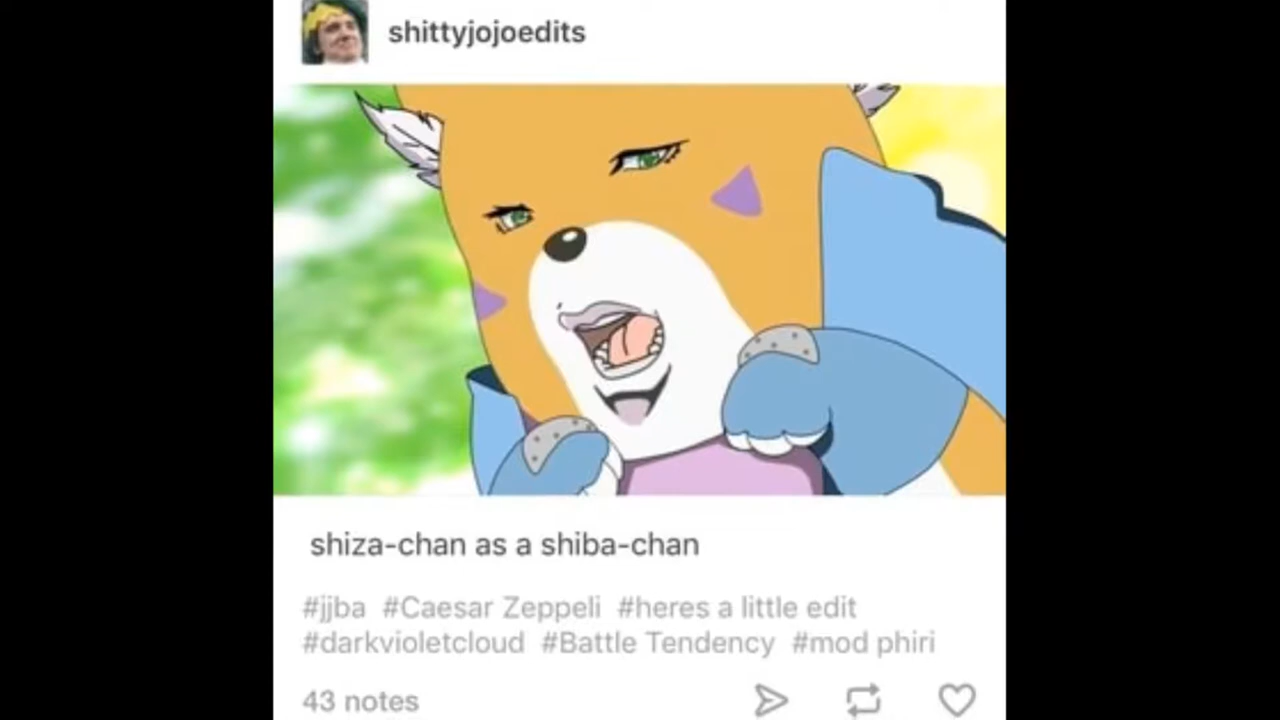 shittyjojoedits
shiza-chan as a shiba-chan
#jjba #Caesar Zeppeli #heres a little edit
#darkvioletcloud #Battle Tendency #mod phiri
43 notes